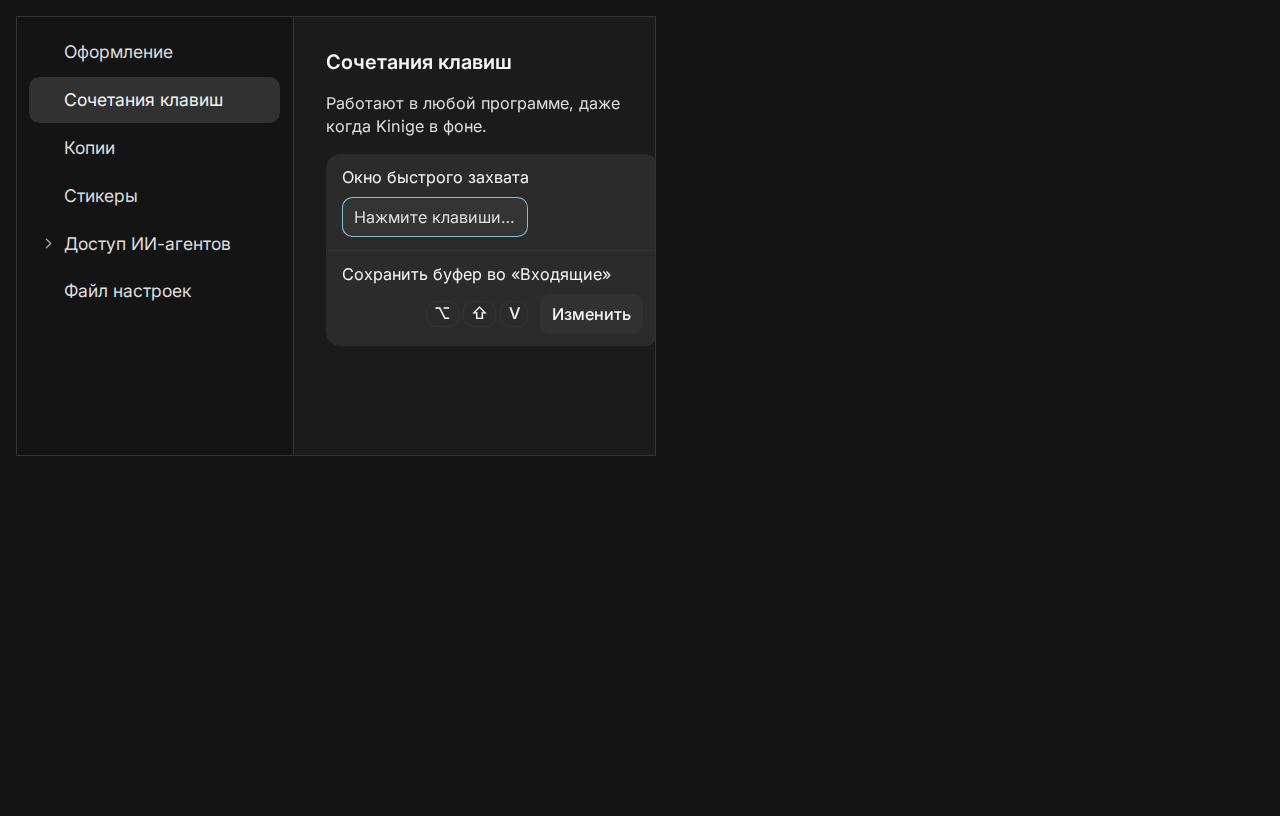 Оформление
Сочетания клавиш
Копии
Стикеры
Доступ ИИ-агентов
Файл настроек
Сочетания клавиш
Работают в любой программе, даже
когда Kinige в фоне.
Окно быстрого захвата
Нажмите клавиши...
Сохранить буфер во «Входящие»
⌥ ⇧ V Изменить